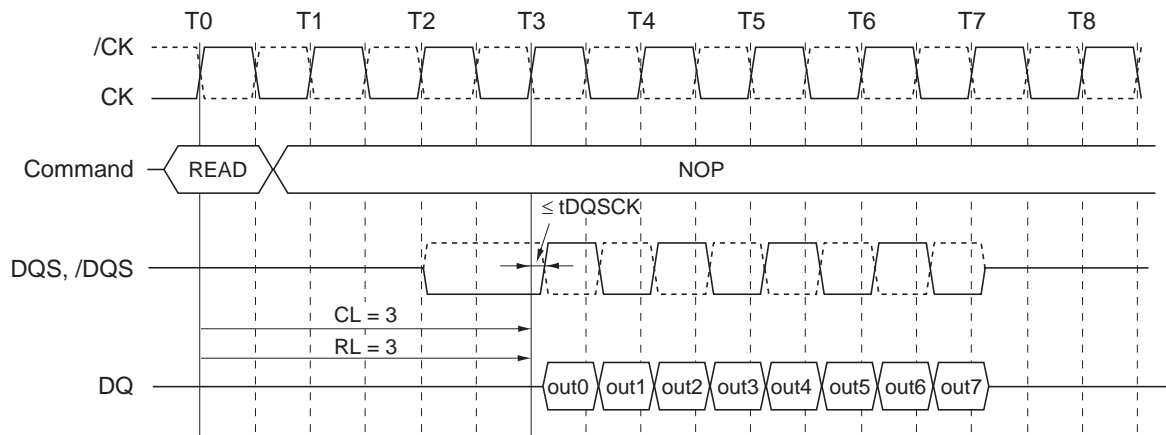 T0 T1 T2 T3 T4 T5 T6 T7 T8
/CK
CK
Command READ NOP
≤ tDQSCK
DQS, /DQS
CL = 3
RL = 3
DQ out0 out1 out2 out3 out4 out5 out6 out7